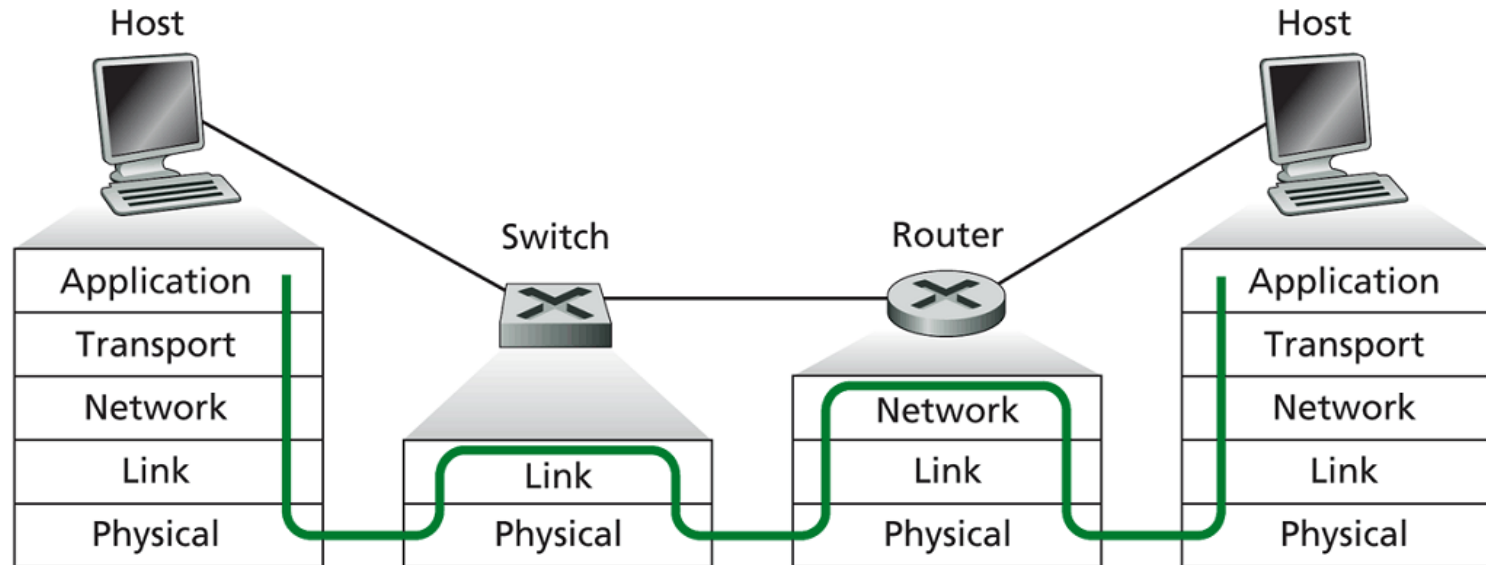 Host
Host
Switch
Router
Application
Transport
Network
Link
Physical
Link
Physical
Network
Link
Physical
Application
Transport
Network
Link
Physical